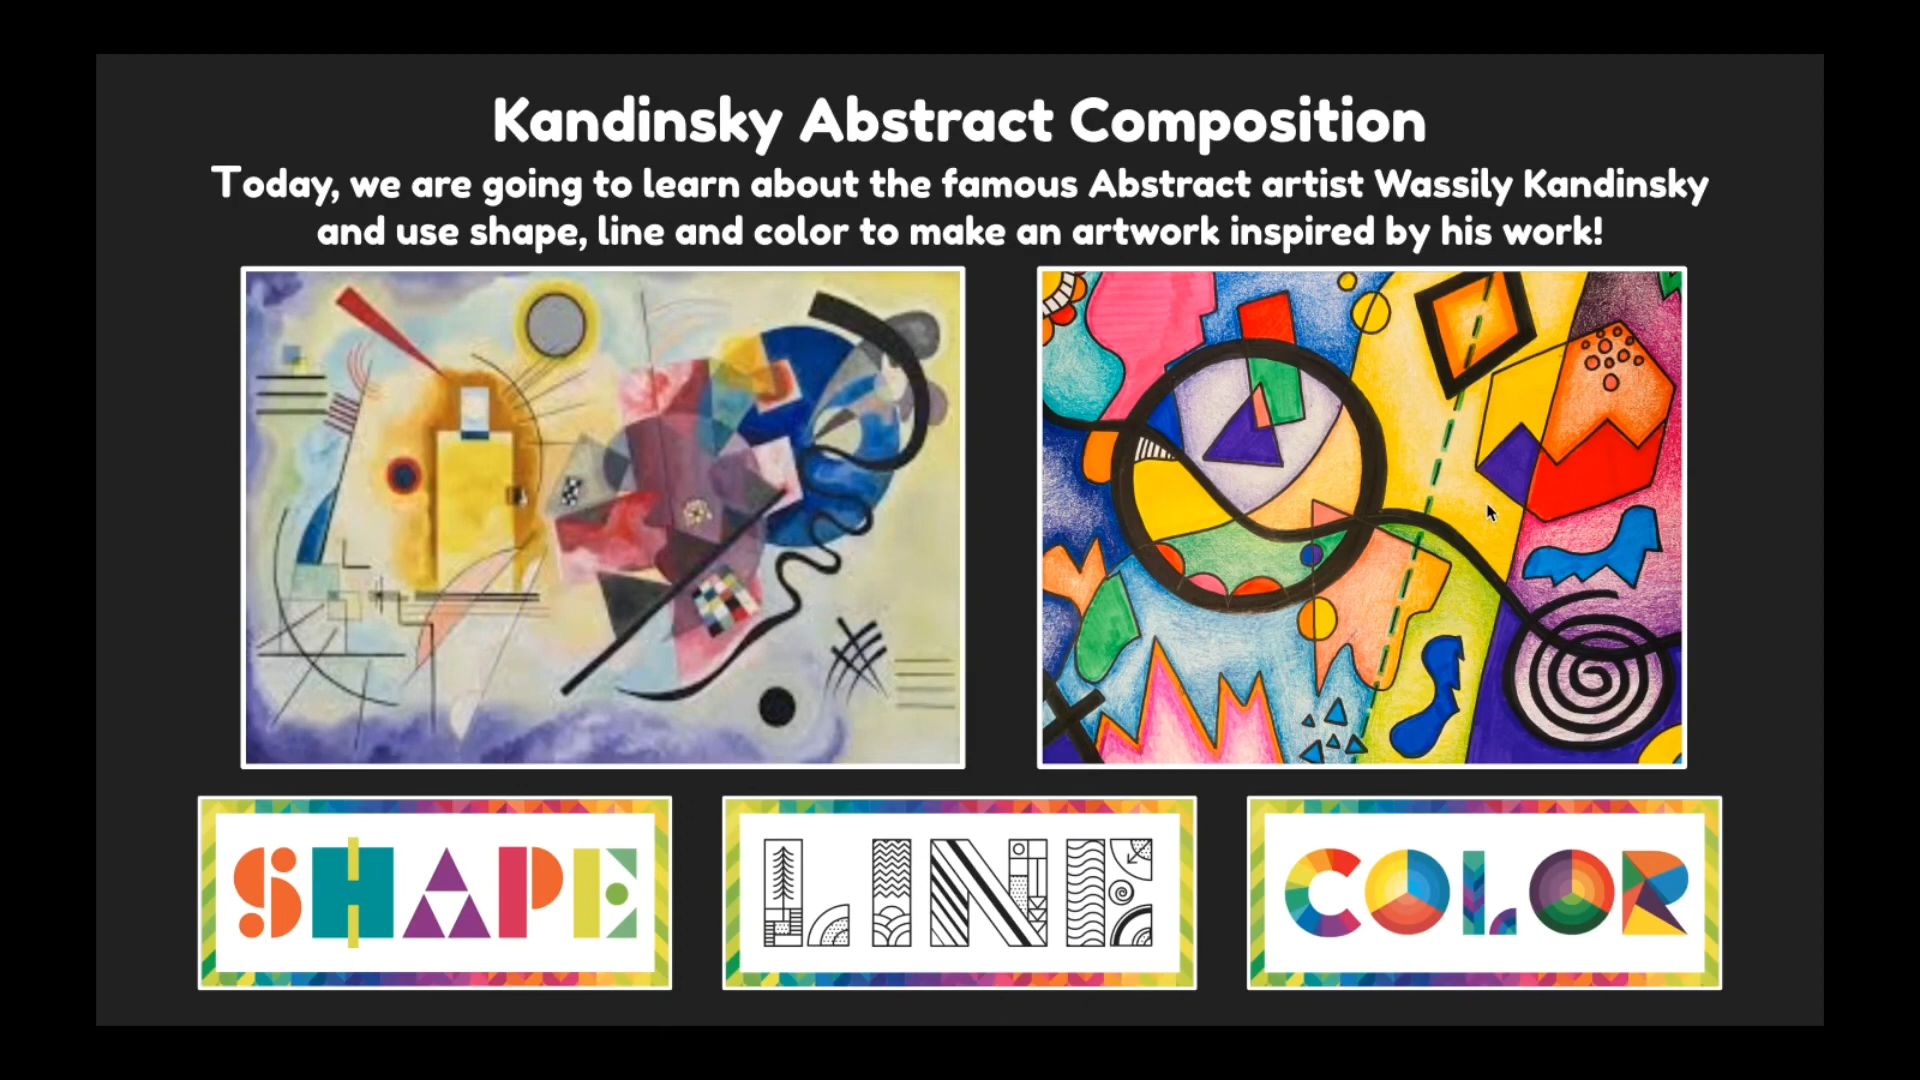 Kandinsky Abstract Composition
Today, we are going to learn about the famous Abstract artist Wassily Kandinsky
and use shape, line and color to make an artwork inspired by his work!
SHAPE
LINE
COLOR